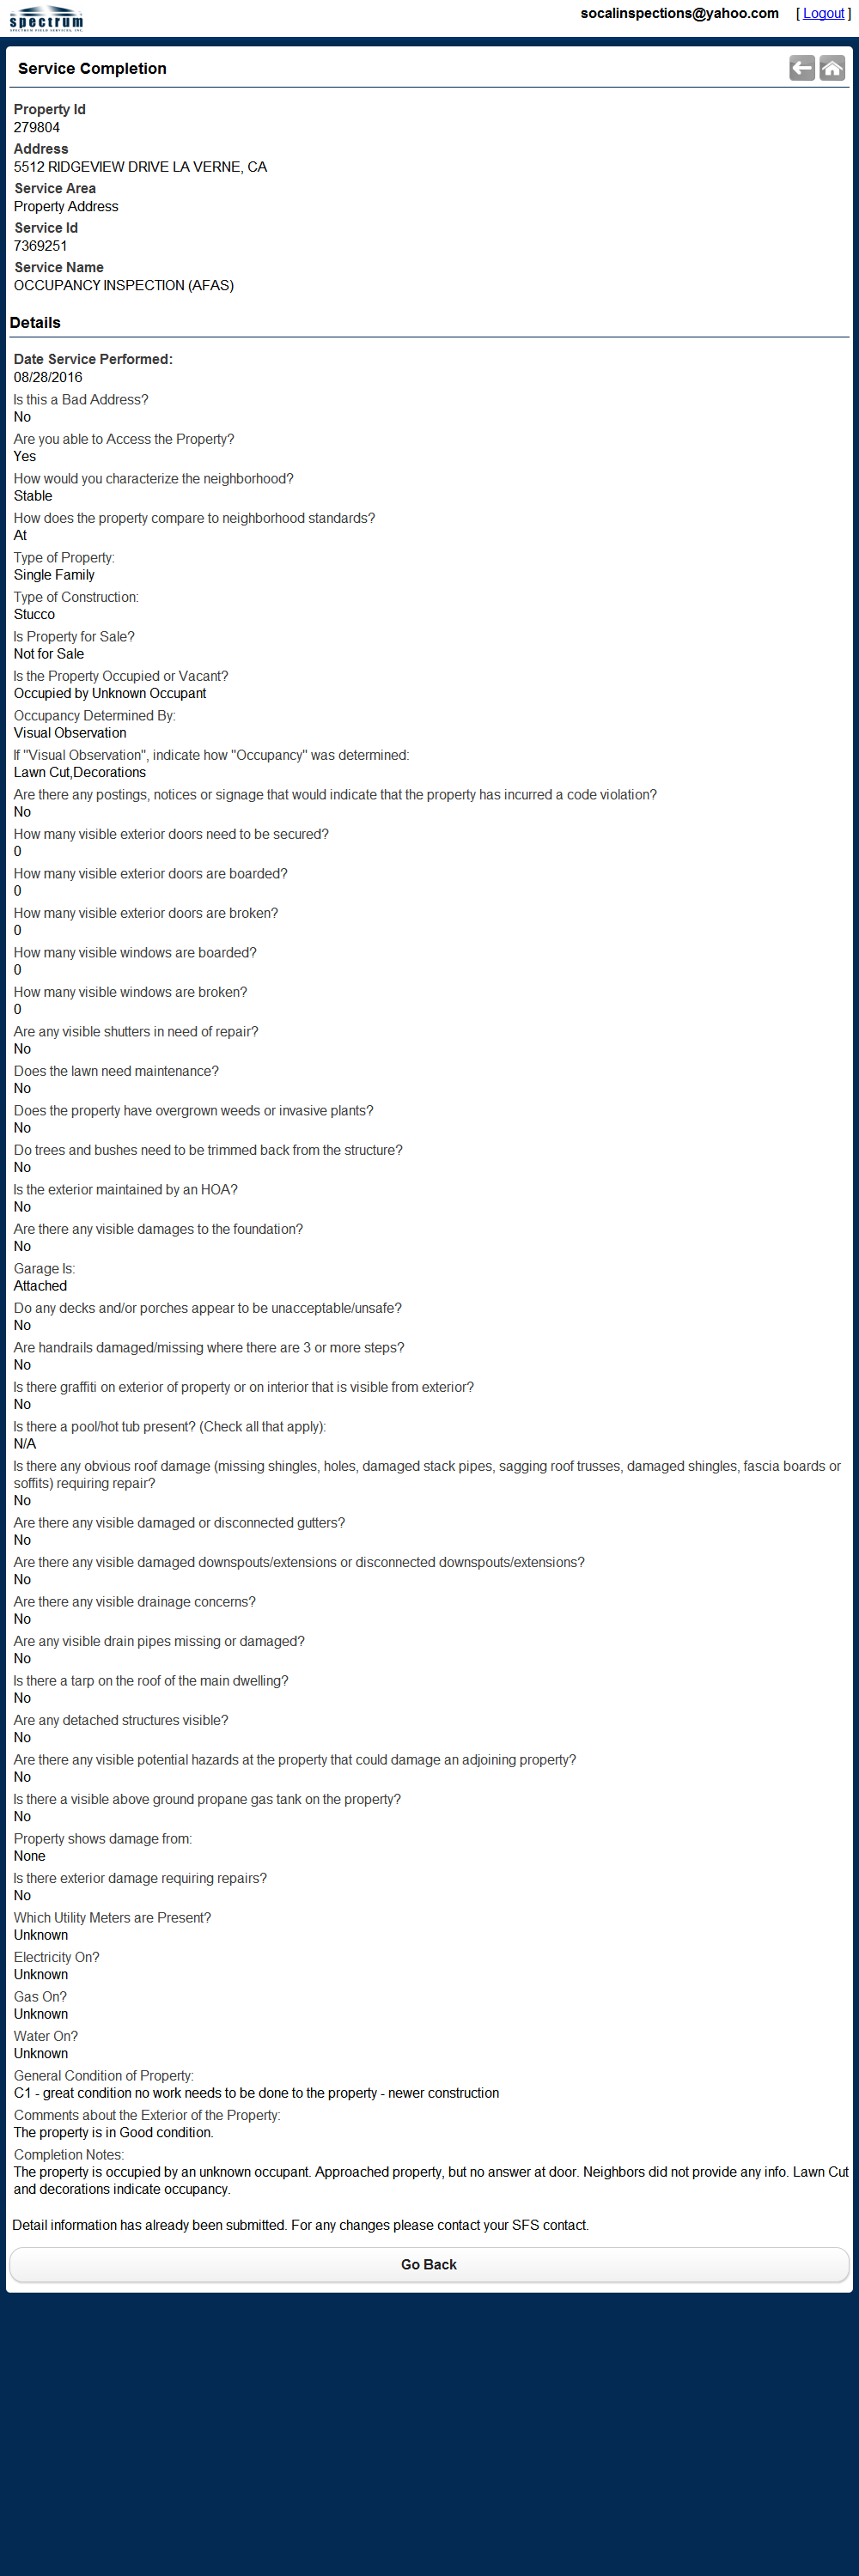 spectrum
SPECTRUM FIELD SERVICES, INC.
socalinspections@yahoo.com [ Logout ]
Service Completion
Property Id
279804
Address
5512 RIDGEVIEW DRIVE LA VERNE, CA
Service Area
Property Address
Service Id
7369251
Service Name
OCCUPANCY INSPECTION (AFAS)
Details
Date Service Performed:
08/28/2016
Is this a Bad Address?
No
Are you able to Access the Property?
Yes
How would you characterize the neighborhood?
Stable
How does the property compare to neighborhood standards?
At
Type of Property:
Single Family
Type of Construction:
Stucco
Is Property for Sale?
Not for Sale
Is the Property Occupied or Vacant?
Occupied by Unknown Occupant
Occupancy Determined By:
Visual Observation
If "Visual Observation", indicate how "Occupancy" was determined:
Lawn Cut,Decorations
Are there any postings, notices or signage that would indicate that the property has incurred a code violation?
No
How many visible exterior doors need to be secured?
0
How many visible exterior doors are boarded?
0
How many visible exterior doors are broken?
0
How many visible windows are boarded?
0
How many visible windows are broken?
0
Are any visible shutters in need of repair?
No
Does the lawn need maintenance?
No
Does the property have overgrown weeds or invasive plants?
No
Do trees and bushes need to be trimmed back from the structure?
No
Is the exterior maintained by an HOA?
No
Are there any visible damages to the foundation?
No
Garage Is:
Attached
Do any decks and/or porches appear to be unacceptable/unsafe?
No
Are handrails damaged/missing where there are 3 or more steps?
No
Is there graffiti on exterior of property or on interior that is visible from exterior?
No
Is there a pool/hot tub present? (Check all that apply):
N/A
Is there any obvious roof damage (missing shingles, holes, damaged stack pipes, sagging roof trusses, damaged shingles, fascia boards or
soffits) requiring repair?
No
Are there any visible damaged or disconnected gutters?
No
Are there any visible damaged downspouts/extensions or disconnected downspouts/extensions?
No
Are there any visible drainage concerns?
No
Are any visible drain pipes missing or damaged?
No
Is there a tarp on the roof of the main dwelling?
No
Are any detached structures visible?
No
Are there any visible potential hazards at the property that could damage an adjoining property?
No
Is there a visible above ground propane gas tank on the property?
No
Property shows damage from:
None
Is there exterior damage requiring repairs?
No
Which Utility Meters are Present?
Unknown
Electricity On?
Unknown
Gas On?
Unknown
Water On?
Unknown
General Condition of Property:
C1 - great condition no work needs to be done to the property - newer construction
Comments about the Exterior of the Property:
The property is in Good condition.
Completion Notes:
The property is occupied by an unknown occupant. Approached property, but no answer at door. Neighbors did not provide any info. Lawn Cut
and decorations indicate occupancy.
Detail information has already been submitted. For any changes please contact your SFS contact.
Go Back